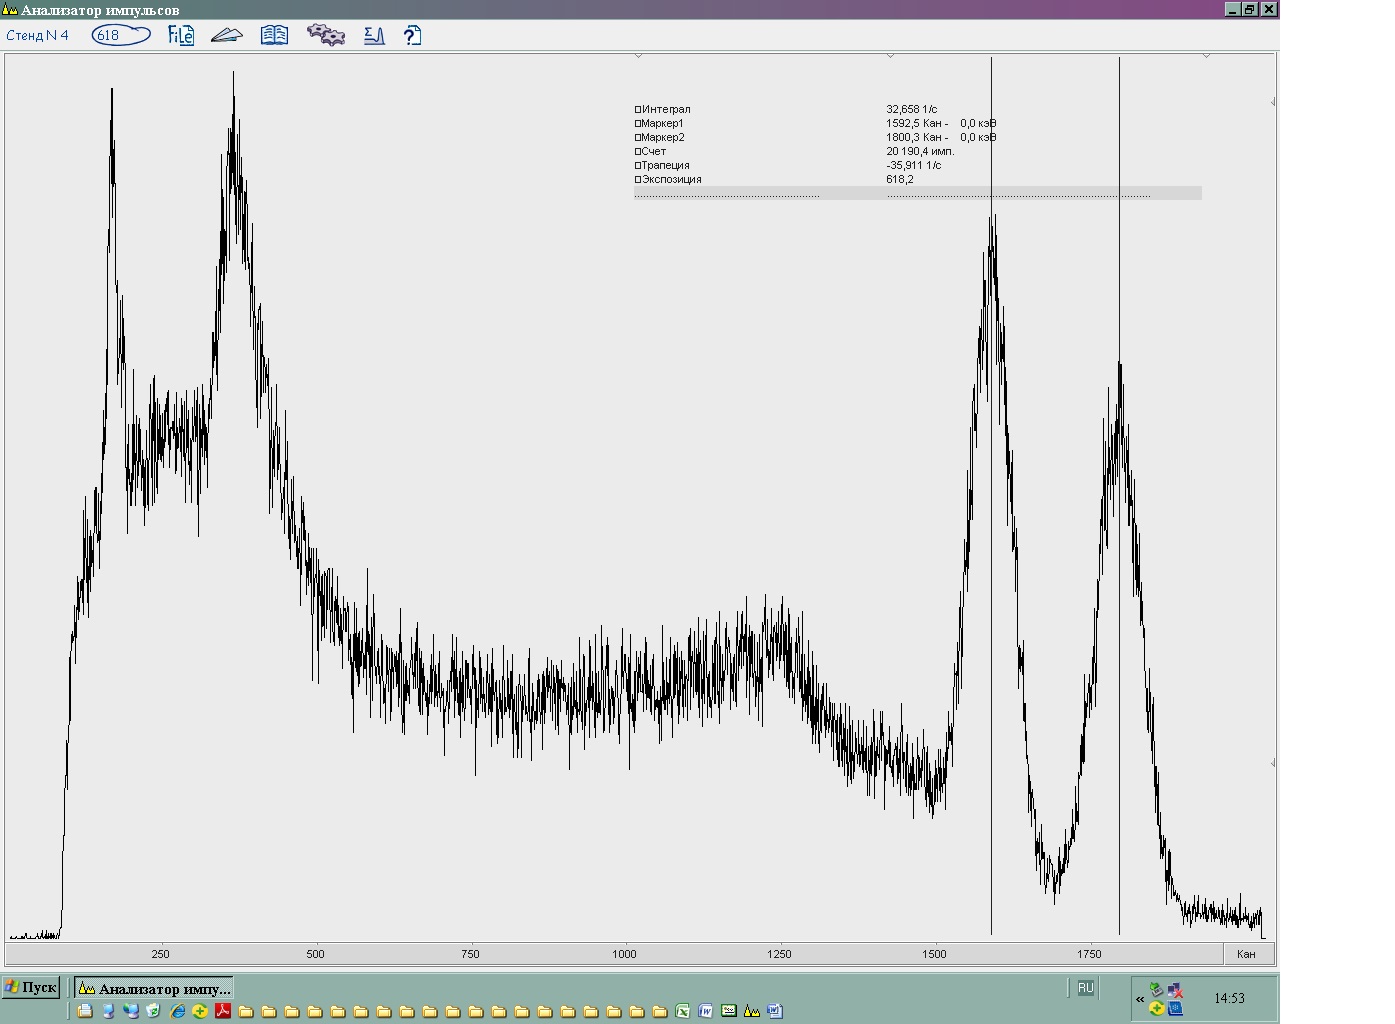 Анализатор импульсов
Стенд N 4 618 FilE
Интеграл 32,658 1/с
Маркер1 1592,5 Кан - 0,0 кэВ
Маркер2 1800,3 Кан - 0,0 кэВ
Счет 20 190,4 имп.
Трапеция -35,911 1/с
Экспозиция 618,2
250 500 750 1000 1250 1500 1750 Кан
Пуск Анализатор импу... RU 14:53